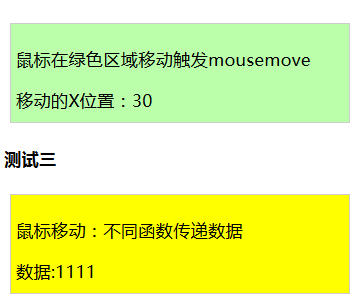 鼠标在绿色区域移动触发mousemove
移动的X位置：30
测试三
鼠标移动：不同函数传递数据
数据:1111